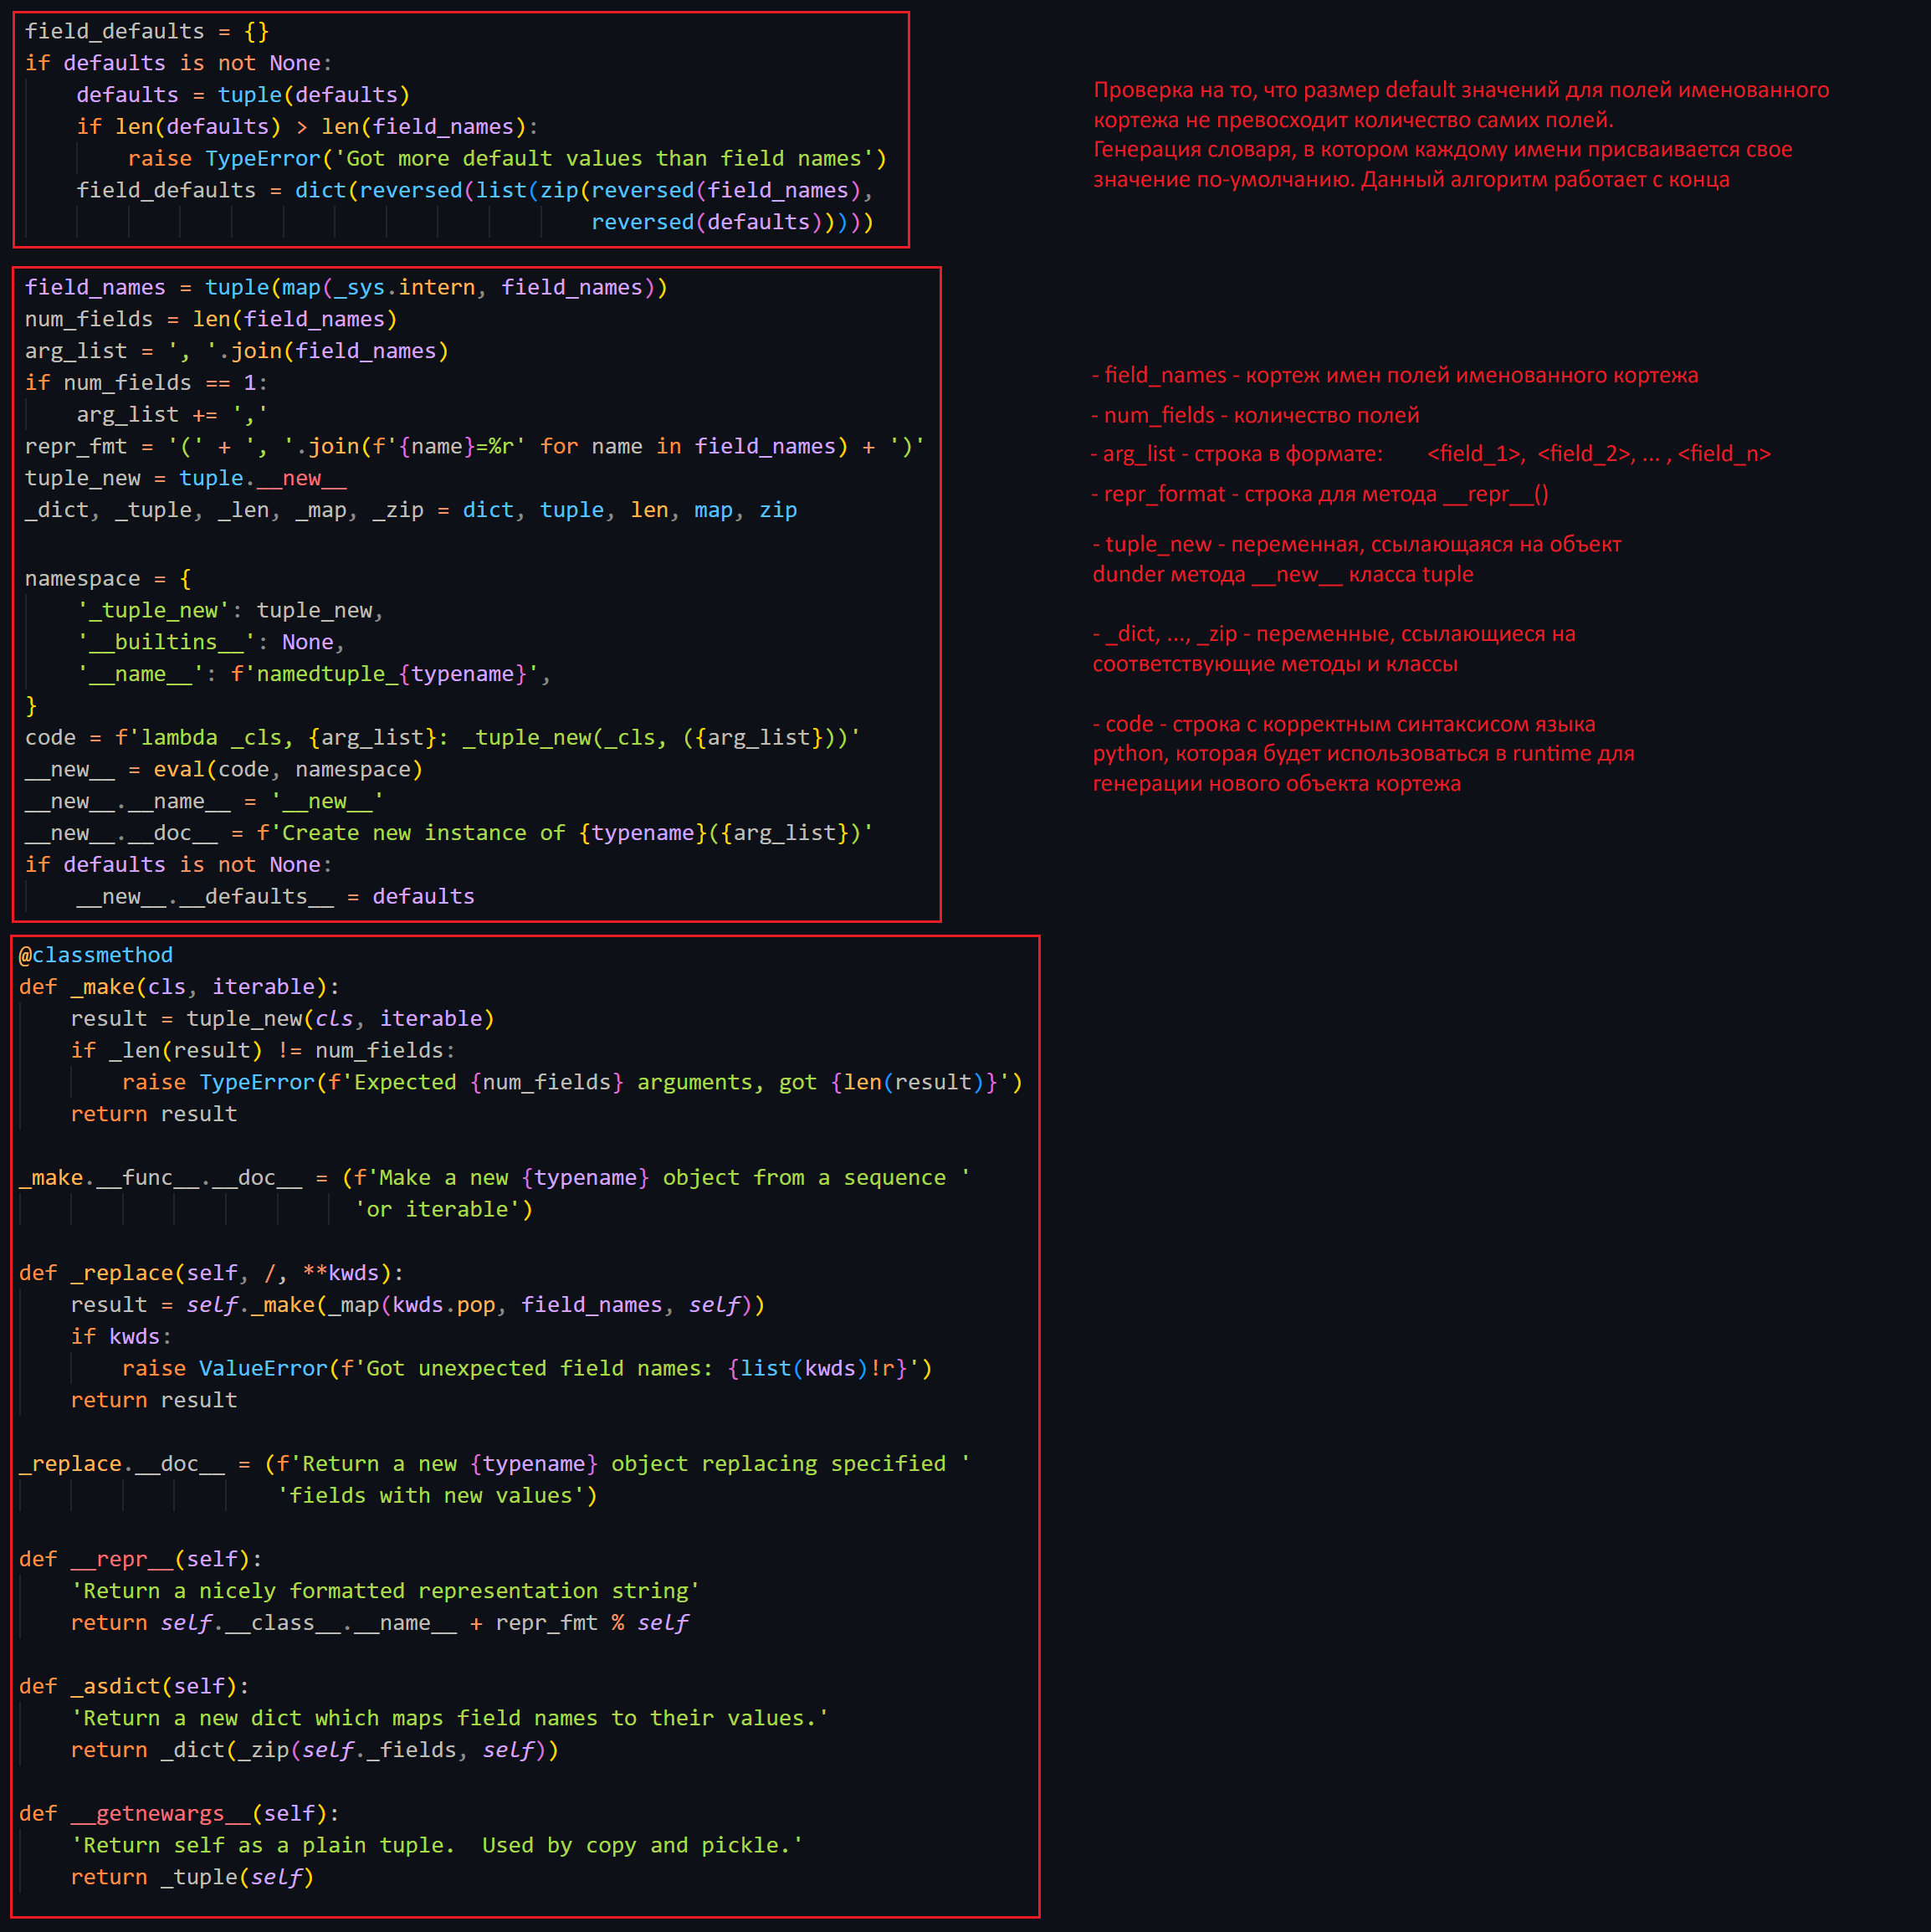 field_defaults = {}
if defaults is not None:
    defaults = tuple(defaults)
    if len(defaults) > len(field_names):
        raise TypeError('Got more default values than field names')
    field_defaults = dict(reversed(list(zip(reversed(field_names),
                                            reversed(defaults)))))
Проверка на то, что размер default значений для полей именованного
кортежа не превосходит количество самих полей.
Генерация словаря, в котором каждому имени присваивается свое
значение по-умолчанию. Данный алгоритм работает с конца
field_names = tuple(map(_sys.intern, field_names))
num_fields = len(field_names)
arg_list = ', '.join(field_names)
if num_fields == 1:
    arg_list += ','
repr_fmt = '(' + ', '.join(f'{name}=%r' for name in field_names) + ')'
tuple_new = tuple.__new__
_dict, _tuple, _len, _map, _zip = dict, tuple, len, map, zip
namespace = {
    '_tuple_new': tuple_new,
    '__builtins__': None,
    '__name__': f'namedtuple_{typename}',
}
code = f'lambda _cls, {arg_list}: _tuple_new(_cls, ({arg_list}))'
__new__ = eval(code, namespace)
__new__.__name__ = '__new__'
__new__.__doc__ = f'Create new instance of {typename}({arg_list})'
if defaults is not None:
    __new__.__defaults__ = defaults
- field_names - кортеж имен полей именованного кортежа
- num_fields - количество полей
- arg_list - строка в формате: <field_1>, <field_2>, ... , <field_n>
- repr_format - строка для метода __repr__()
- tuple_new - переменная, ссылающаяся на объект
dunder метода __new__ класса tuple
- _dict, ..., _zip - переменные, ссылающиеся на
соответствующие методы и классы
- code - строка с корректным синтаксисом языка
python, которая будет использоваться в runtime для
генерации нового объекта кортежа
@classmethod
def _make(cls, iterable):
    result = tuple_new(cls, iterable)
    if _len(result) != num_fields:
        raise TypeError(f'Expected {num_fields} arguments, got {len(result)}')
    return result
_make.__func__.__doc__ = (f'Make a new {typename} object from a sequence '
                          'or iterable')
def _replace(self, /, **kwds):
    result = self._make(_map(kwds.pop, field_names, self))
    if kwds:
        raise ValueError(f'Got unexpected field names: {list(kwds)!r}')
    return result
_replace.__doc__ = (f'Return a new {typename} object replacing specified '
                    'fields with new values')
def __repr__(self):
    'Return a nicely formatted representation string'
    return self.__class__.__name__ + repr_fmt % self
def _asdict(self):
    'Return a new dict which maps field names to their values.'
    return _dict(_zip(self._fields, self))
def __getnewargs__(self):
    'Return self as a plain tuple.  Used by copy and pickle.'
    return _tuple(self)